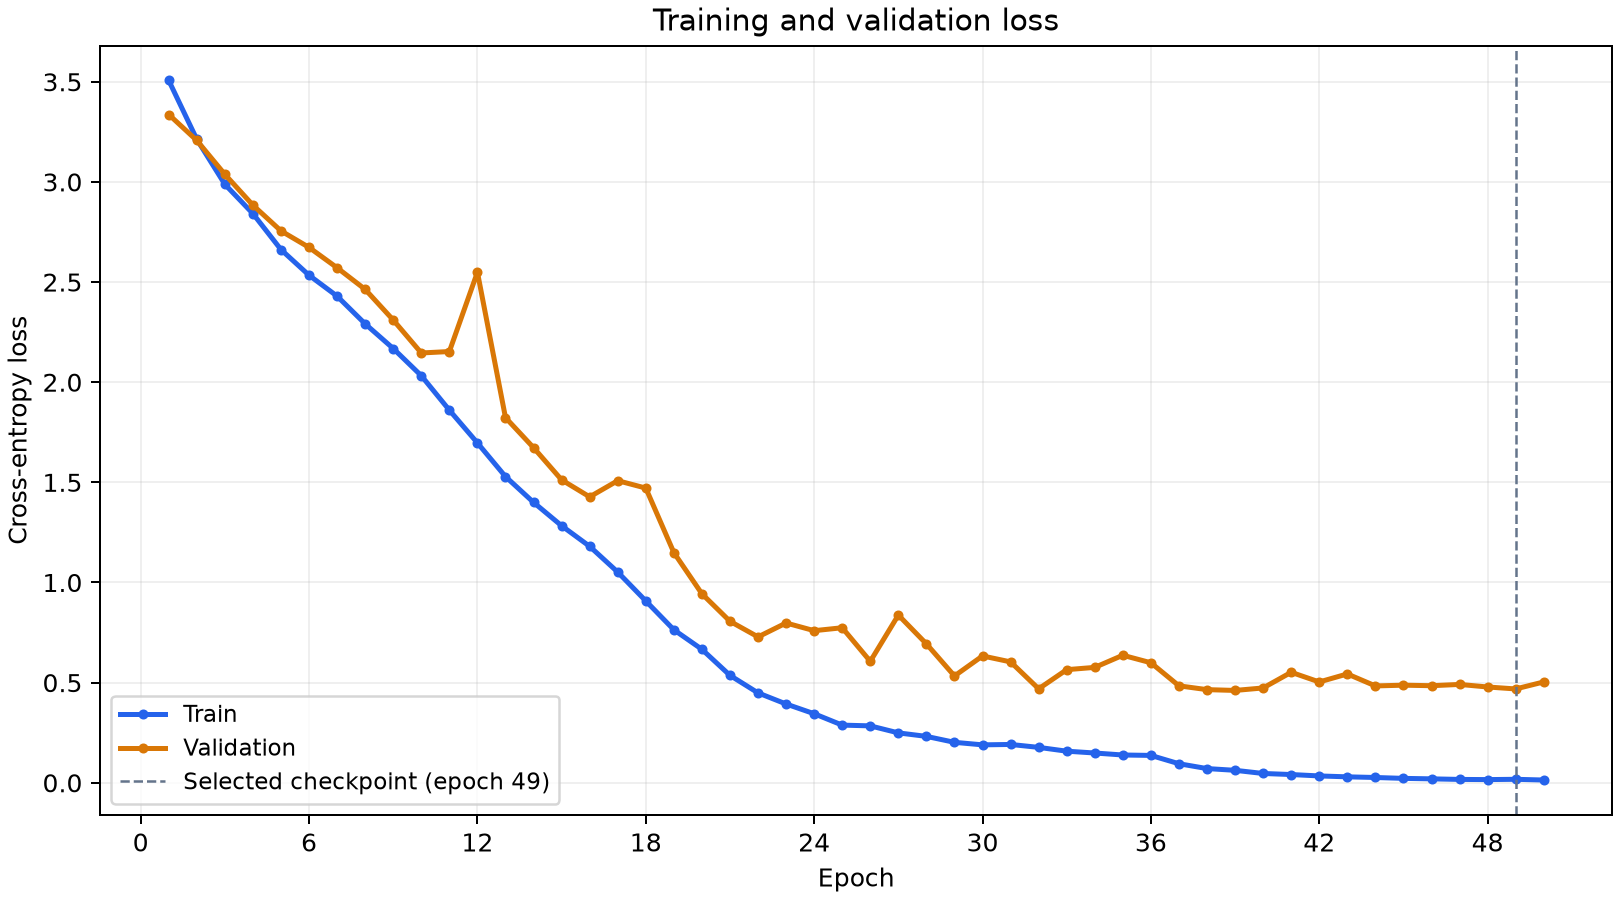 Training and validation loss
Cross-entropy loss
3.5
3.0
2.5
2.0
1.5
1.0
0.5
0.0
Train
Validation
Selected checkpoint (epoch 49)
0 6 12 18 24 30 36 42 48
Epoch